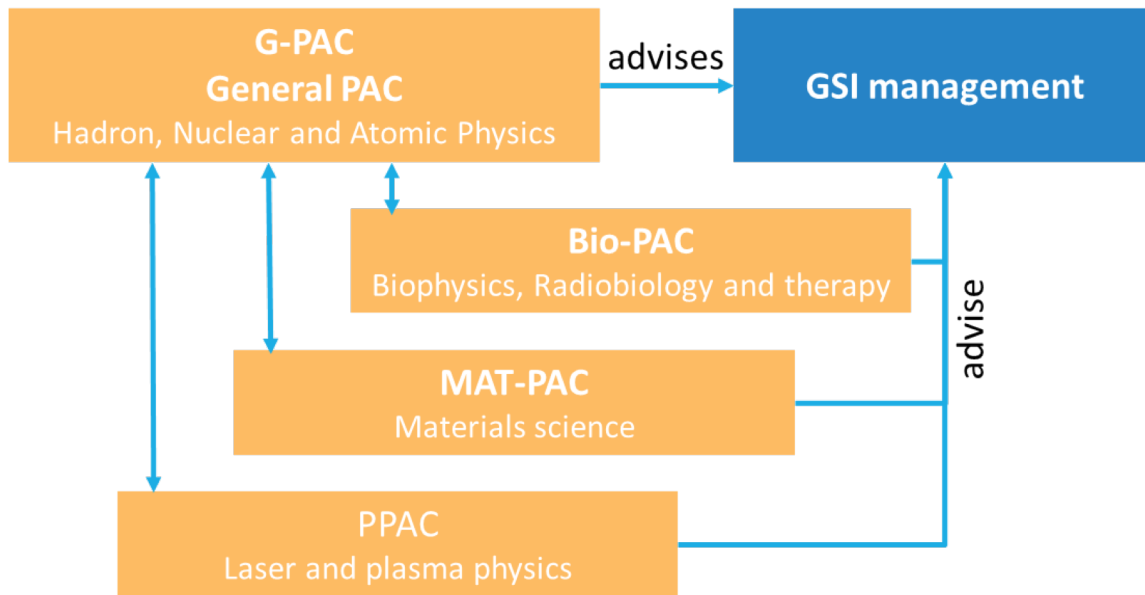 G-PAC
General PAC
Hadron, Nuclear and Atomic Physics
advises
GSI management
Bio-PAC
Biophysics, Radiobiology and therapy
advise
MAT-PAC
Materials science
PPAC
Laser and plasma physics